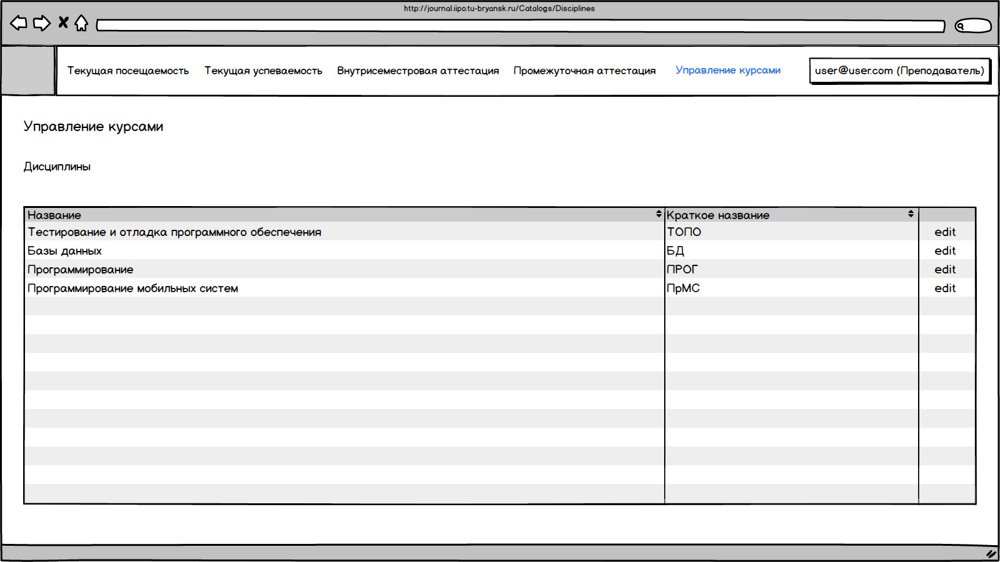 http://journal.iipo.tu-bryansk.ru/Catalogs/Disciplines
Текущая посещаемость Текущая успеваемость Внутрисеместровая аттестация Промежуточная аттестация Управление курсами user@user.com (Преподаватель)
Управление курсами
Дисциплины
Название Краткое название
Тестирование и отладка программного обеспечения ТОПО edit
Базы данных БД edit
Программирование ПРОГ edit
Программирование мобильных систем ПрМС edit